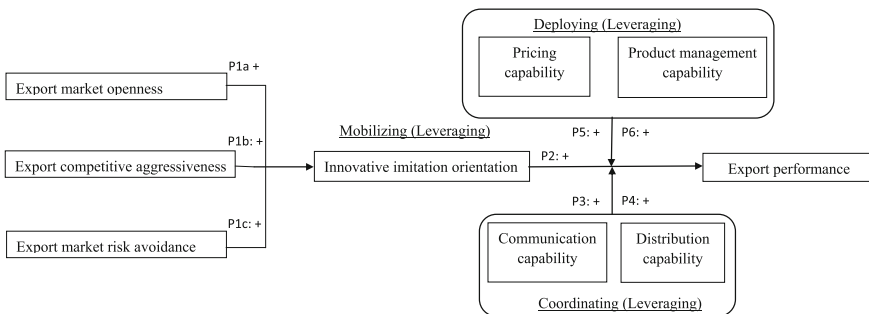 Deploying (Leveraging)
Pricing
capability
Product management
capability
P1a +
Export market openness
P5: +
P6: +
P1b: +
Mobilizing (Leveraging)
Export competitive aggressiveness
Innovative imitation orientation
P2: +
Export performance
P1c: +
P3: +
P4: +
Export market risk avoidance
Communication
capability
Distribution
capability
Coordinating (Leveraging)